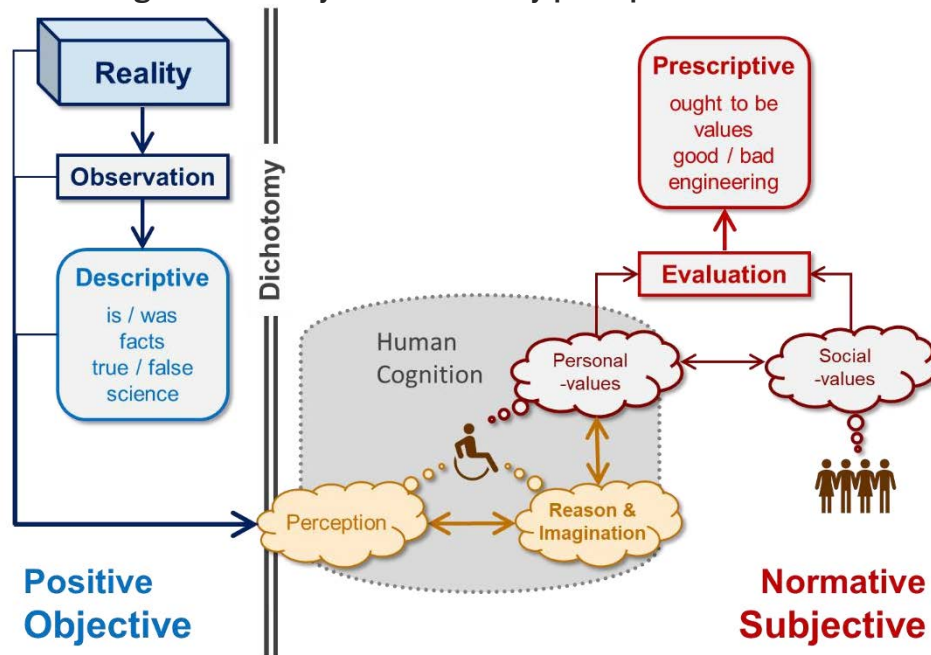 Reality
Observation
Descriptive
is / was
facts
true / false
science
Dichotomy
Prescriptive
ought to be
values
good / bad
engineering
Evaluation
Human
Cognition
Personal
-values
Social
-values
Perception
Reason &
Imagination
Positive
Objective
Normative
Subjective